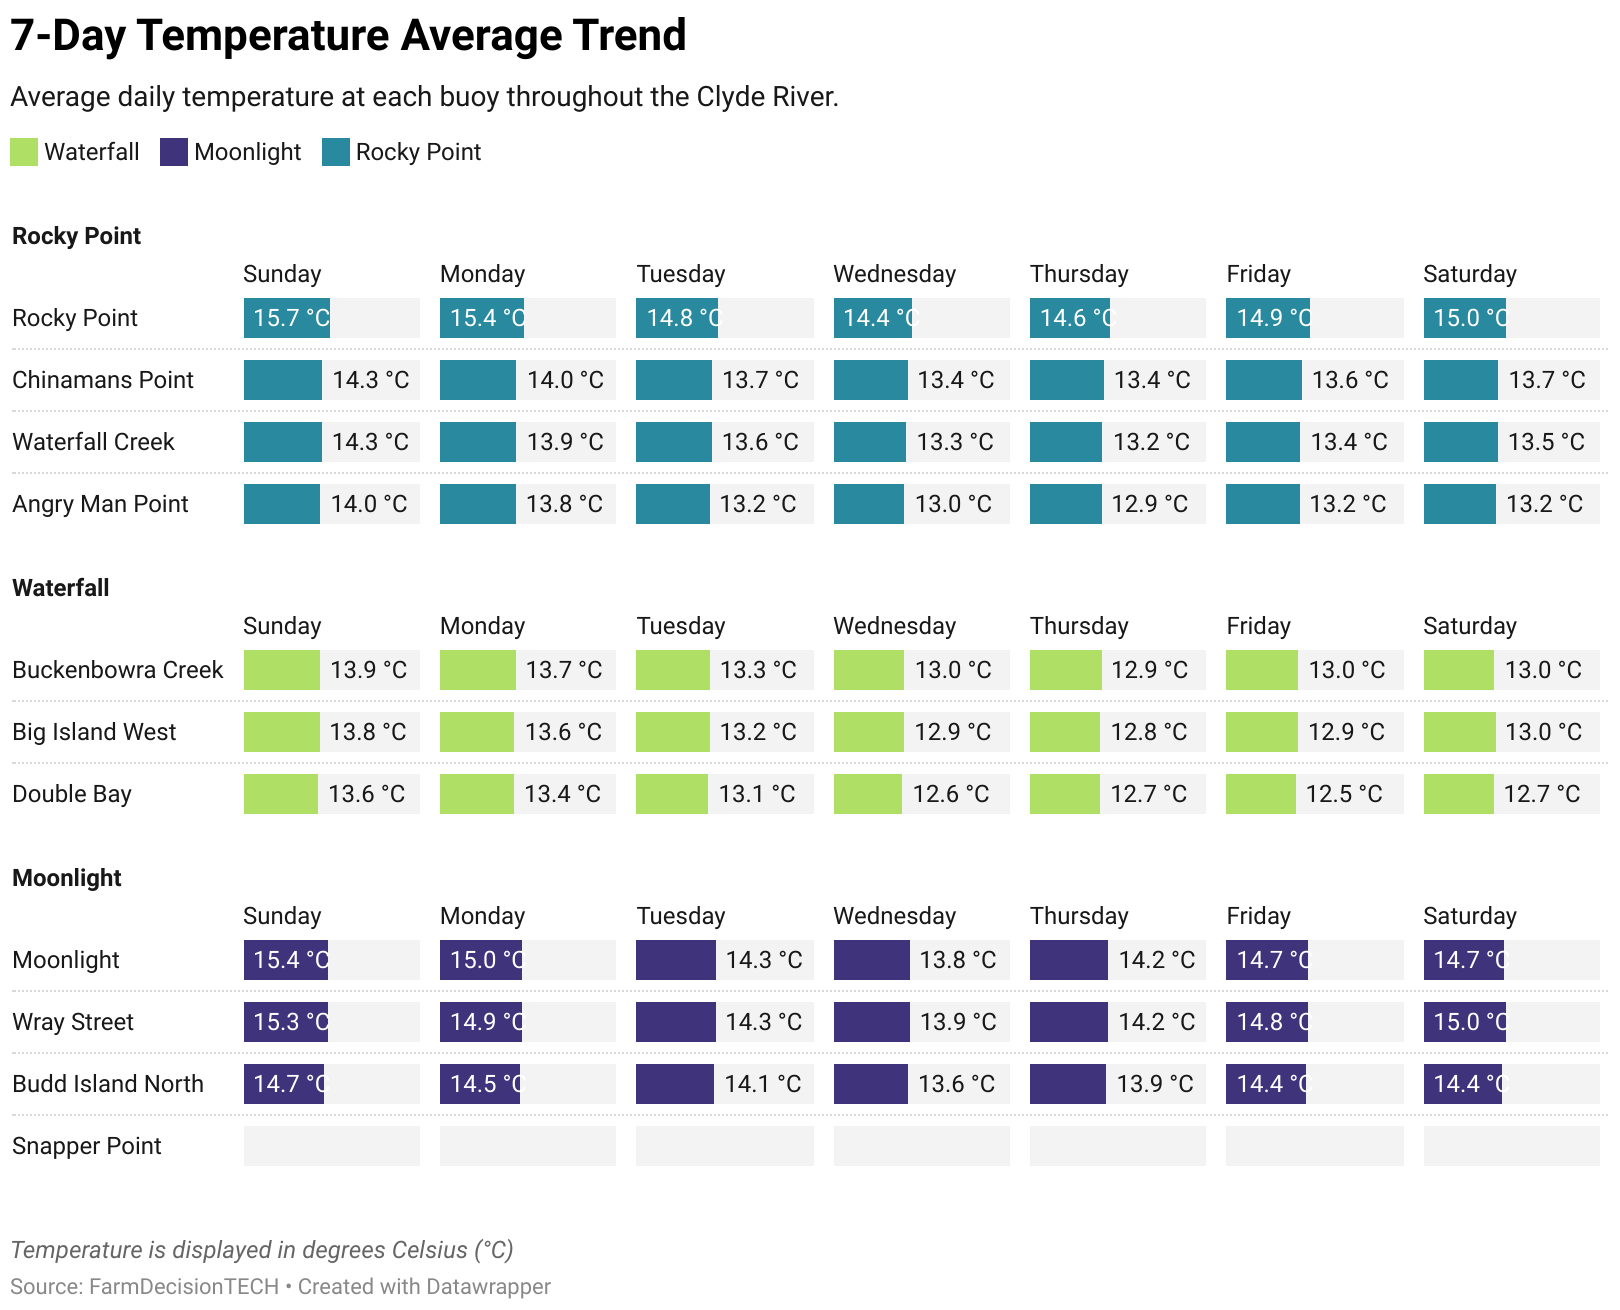 7-Day Temperature Average Trend
Average daily temperature at each buoy throughout the Clyde River.
Waterfall Moonlight Rocky Point
Rocky Point
Sunday Monday Tuesday Wednesday Thursday Friday Saturday
Rocky Point 15.7 °C 15.4 °C 14.8 °C 14.4 °C 14.6 °C 14.9 °C 15.0 °C
Chinamans Point 14.3 °C 14.0 °C 13.7 °C 13.4 °C 13.4 °C 13.6 °C 13.7 °C
Waterfall Creek 14.3 °C 13.9 °C 13.6 °C 13.3 °C 13.2 °C 13.4 °C 13.5 °C
Angry Man Point 14.0 °C 13.8 °C 13.2 °C 13.0 °C 12.9 °C 13.2 °C 13.2 °C
Waterfall
Sunday Monday Tuesday Wednesday Thursday Friday Saturday
Buckenbowra Creek 13.9 °C 13.7 °C 13.3 °C 13.0 °C 12.9 °C 13.0 °C 13.0 °C
Big Island West 13.8 °C 13.6 °C 13.2 °C 12.9 °C 12.8 °C 12.9 °C 13.0 °C
Double Bay 13.6 °C 13.4 °C 13.1 °C 12.6 °C 12.7 °C 12.5 °C 12.7 °C
Moonlight
Sunday Monday Tuesday Wednesday Thursday Friday Saturday
Moonlight 15.4 °C 15.0 °C 14.3 °C 13.8 °C 14.2 °C 14.7 °C 14.7 °C
Wray Street 15.3 °C 14.9 °C 14.3 °C 13.9 °C 14.2 °C 14.8 °C 15.0 °C
Budd Island North 14.7 °C 14.5 °C 14.1 °C 13.6 °C 13.9 °C 14.4 °C 14.4 °C
Snapper Point
Temperature is displayed in degrees Celsius (°C)
Source: FarmDecisionTECH • Created with Datawrapper